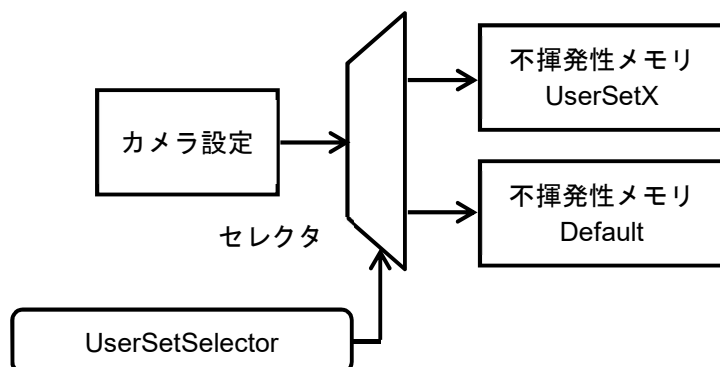 不揮発性メモリ
UserSetX
カメラ設定
不揮発性メモリ
Default
セレクタ
UserSetSelector